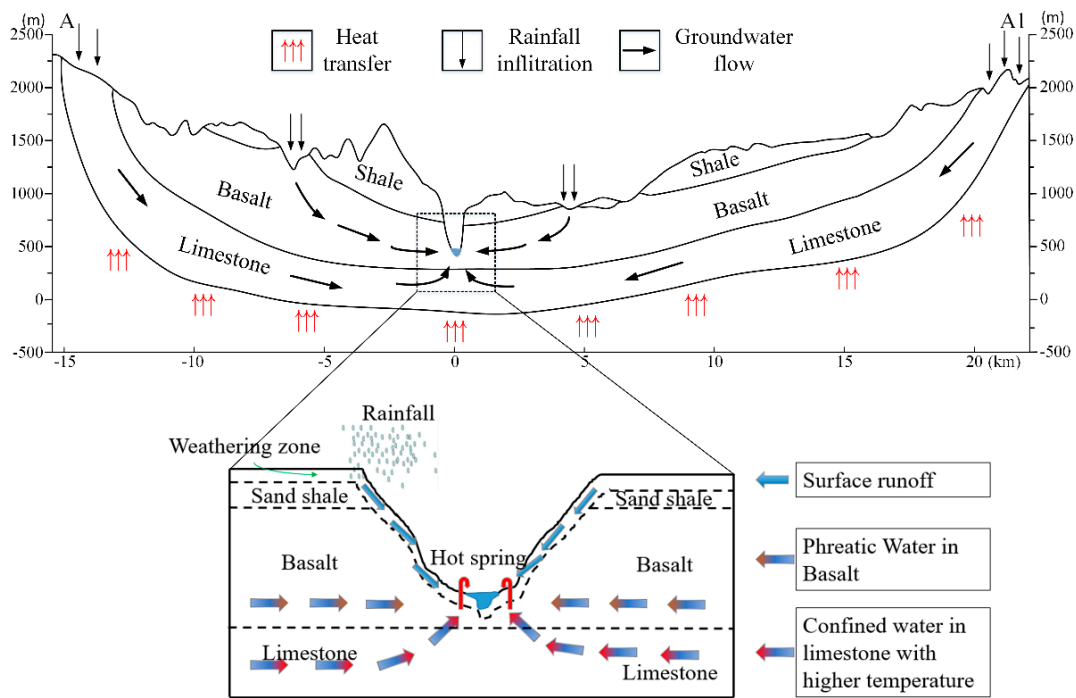 (m)
A
A1
(m)
Heat
transfer
Rainfall
inflitration
Groundwater
flow
2500
2000
1500
1000
500
0
-500
2500
2000
1500
1000
500
0
-500
Shale
Shale
Basalt
Basalt
Limestone
Limestone
-15
-10
-5
0
5
10
15
20 (km)
Rainfall
Weathering zone
Sand shale
Sand shale
Hot spring
Basalt
Basalt
Limestone
Limestone
Surface runoff
Phreatic Water in
Basalt
Confined water in
limestone with
higher temperature